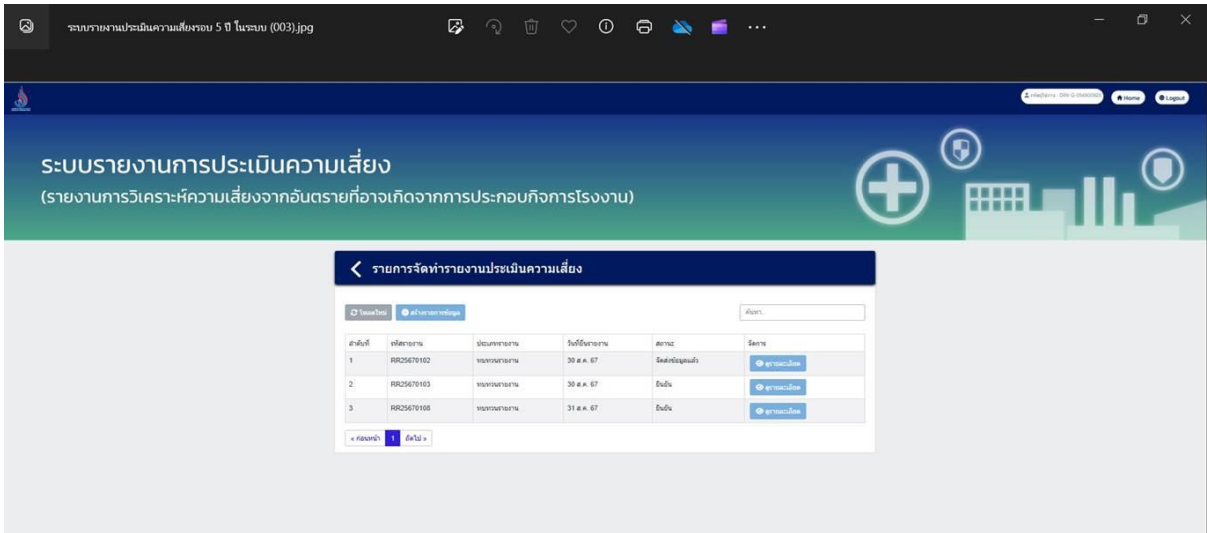 ระบบรายงานประเมินความเสี่ยงรอบ 5 ปี ในระบบ (003).jpg
Home
Logout
ระบบรายงานการประเมินความเสี่ยง
(รายงานการวิเคราะห์ความเสี่ยงจากอันตรายที่อาจเกิดจากการประกอบกิจการโรงงาน)
รายการจัดทำรายงานประเมินความเสี่ยง
โหลดใหม่ สร้างรายการข้อมูล ค้นหา..
ลำดับที่ รหัสรายงาน ประเภทรายงาน วันที่ยื่นรายงาน สถานะ จัดการ
1 RR25670102 ทบทวนรายงาน 30 ส.ค. 67 จัดส่งข้อมูลแล้ว ดูรายละเอียด
2 RR25670103 ทบทวนรายงาน 30 ส.ค. 67 ยืนยัน ดูรายละเอียด
3 RR25670108 ทบทวนรายงาน 31 ส.ค. 67 ยืนยัน ดูรายละเอียด
« ก่อนหน้า 1 ถัดไป »